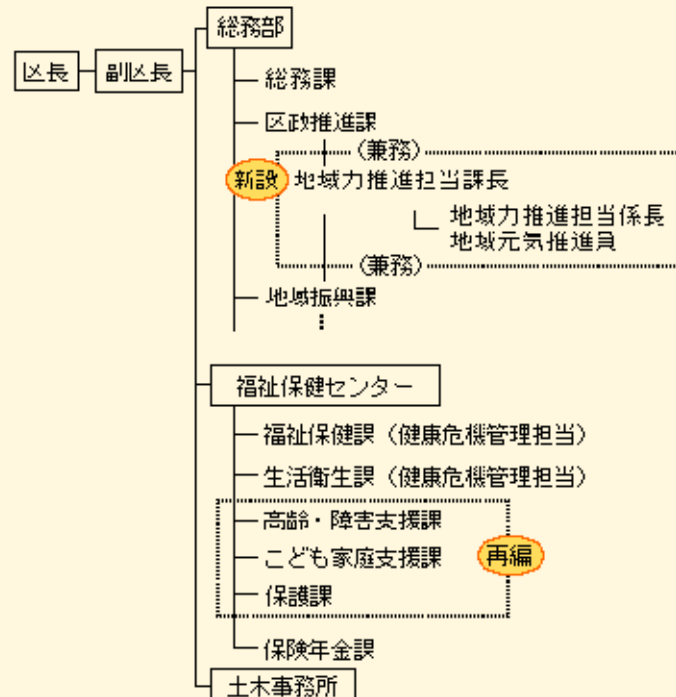 総務部
区長
副区長
総務課
区政推進課
(兼務)
新設
地域力推進担当課長
地域力推進担当係長
地域元気推進員
(兼務)
地域振興課
福祉保健センター
福祉保健課(健康危機管理担当)
生活衛生課(健康危機管理担当)
高齢・障害支援課
こども家庭支援課
再編
保護課
保険年金課
土木事務所